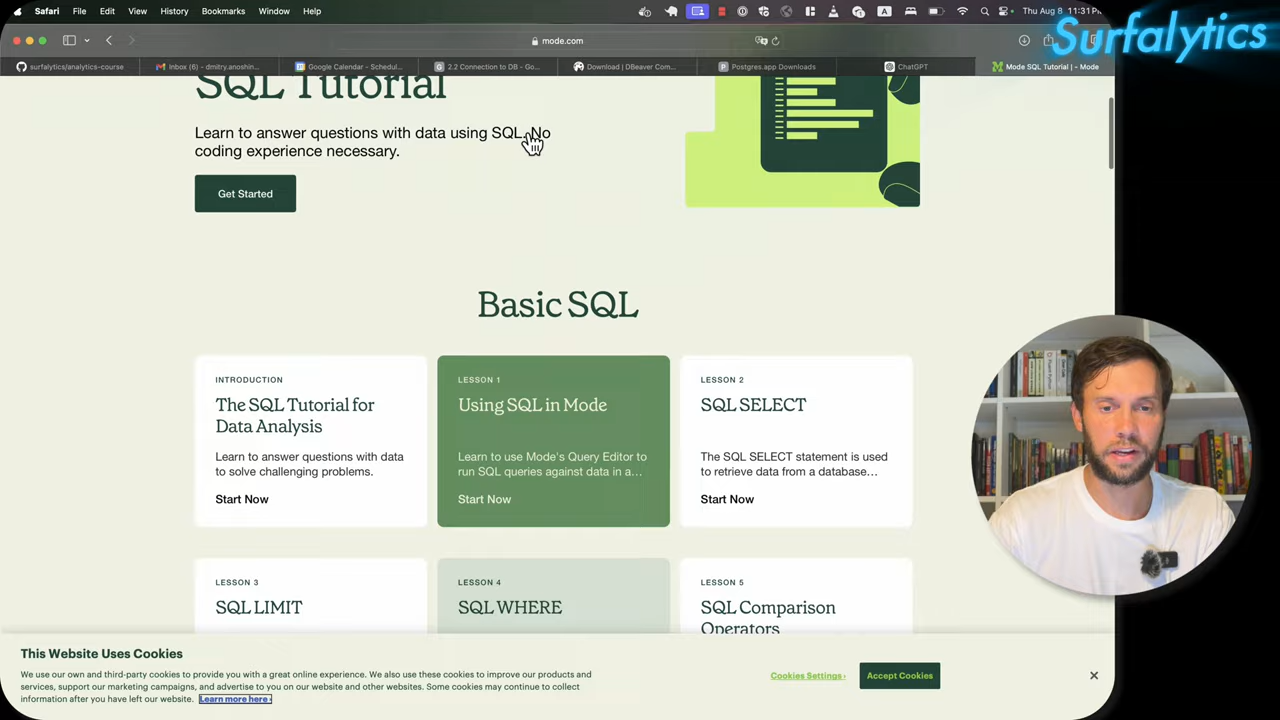 Safari File Edit View History Bookmarks Window Help
A
Thu Aug 8 11:31
Surfalytics
mode.com
surfalytics/analytics-course
Inbox (6) - dmitry.anoshin...
Google Calendar - Schedul...
2.2 Connection to DB - Go...
Download | DBeaver Com...
Postgres.app Downloads
ChatGPT
Mode SQL Tutorial | - Mode
SQL Tutorial
Learn to answer questions with data using SQL. No
coding experience necessary.
Get Started
Basic SQL
INTRODUCTION
The SQL Tutorial for
Data Analysis
Learn to answer questions with data
to solve challenging problems.
Start Now
LESSON 1
Using SQL in Mode
Learn to use Mode's Query Editor to
run SQL queries against data in a...
Start Now
LESSON 2
SQL SELECT
The SQL SELECT statement is used
to retrieve data from a database...
Start Now
LESSON 3
SQL LIMIT
LESSON 4
SQL WHERE
LESSON 5
SQL Comparison
Operators
This Website Uses Cookies
We use our own and third-party cookies to provide you with a great online experience. We also use these cookies to improve our products and
services, support our marketing campaigns, and advertise to you on our website and other websites. Some cookies may continue to collect
information after you have left our website. Learn more here ›
Cookies Settings ›
Accept Cookies